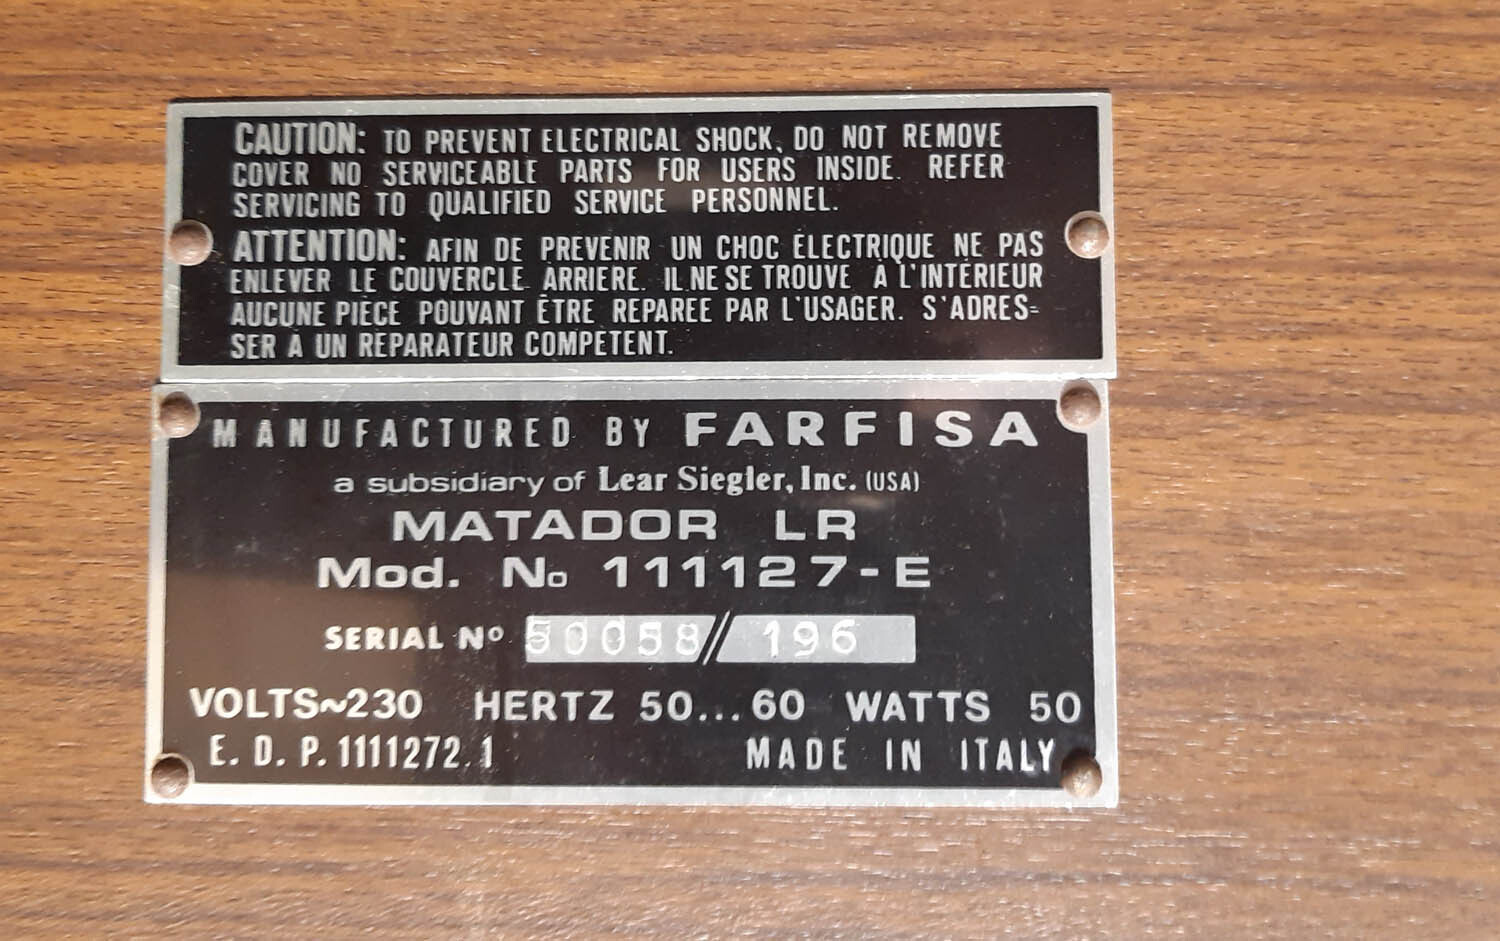 CAUTION: TO PREVENT ELECTRICAL SHOCK, DO NOT REMOVE
COVER NO SERVICEABLE PARTS FOR USERS INSIDE. REFER
SERVICING TO QUALIFIED SERVICE PERSONNEL.
ATTENTION: AFIN DE PREVENIR UN CHOC ÉLECTRIQUE NE PAS
ENLEVER LE COUVERCLE ARRIERE. IL NE SE TROUVE A L'INTÉRIEUR
AUCUNE PIÈCE POUVANT ÊTRE REPAREE PAR L'USAGER. S'ADRES=
SER A UN REPARATEUR COMPETENT.
MANUFACTURED BY FARFISA
a subsidiary of Lear Siegler, Inc. (USA)
MATADOR LR
Mod. No 111127-E
SERIAL Nº 50058//196
VOLTS~230 HERTZ 50...60 WATTS 50
E. D. P. 1111272.1 MADE IN ITALY